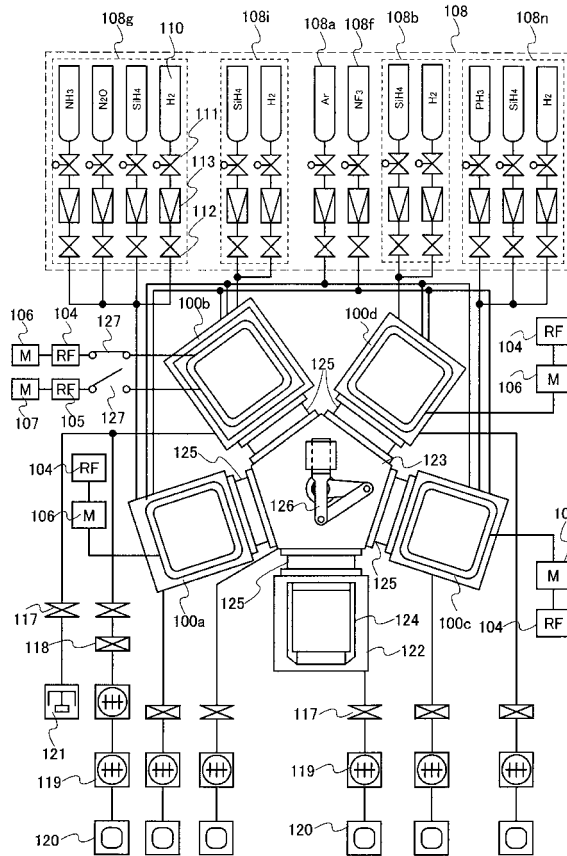 108g 110 108i 108a 108f 108b 108 108n
NH3 N2O SiH4 H2 SiH4 H2 Ar NF3 SiH4 H2 PH3 SiH4 H2
111
113
112
106 104 127 100b 100d 104
M RF RF
M RF 125 106 M
107 105 127
104 125 123
RF
106 126
M
M
125 125
117 100a 100c 104 RF
118 124
122
117
121
119 119
120 120